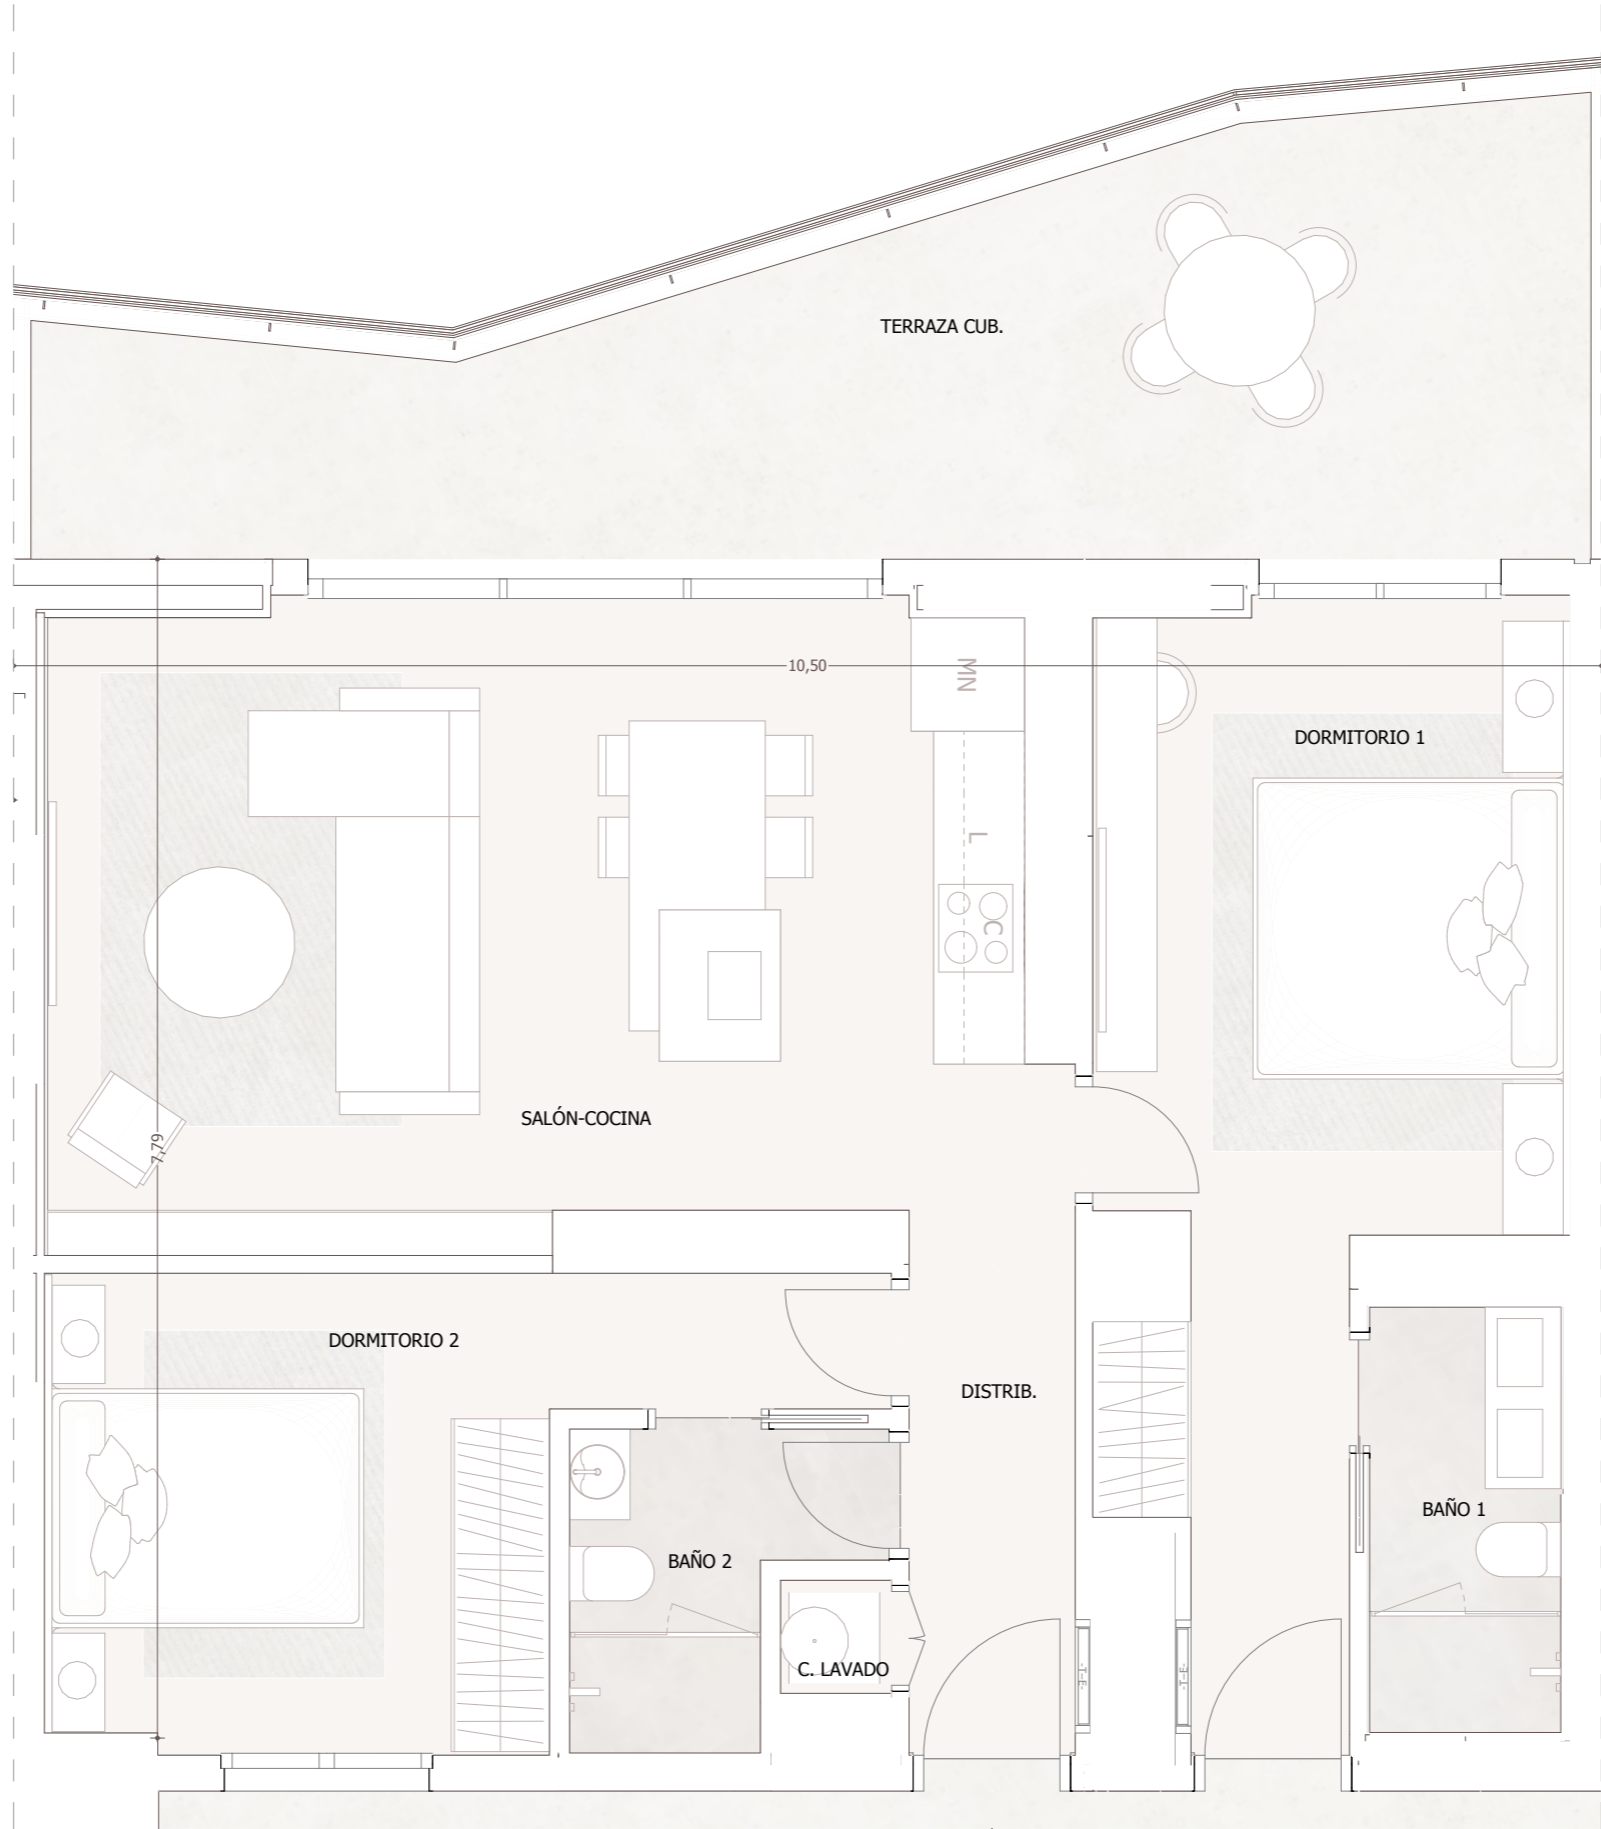 TERRAZA CUB.
10,50
MN
DORMITORIO 1
L
C
SALÓN-COCINA
7,79
DORMITORIO 2
DISTRIB.
BAÑO 1
BAÑO 2
C. LAVADO
-T-F-
-T-E-